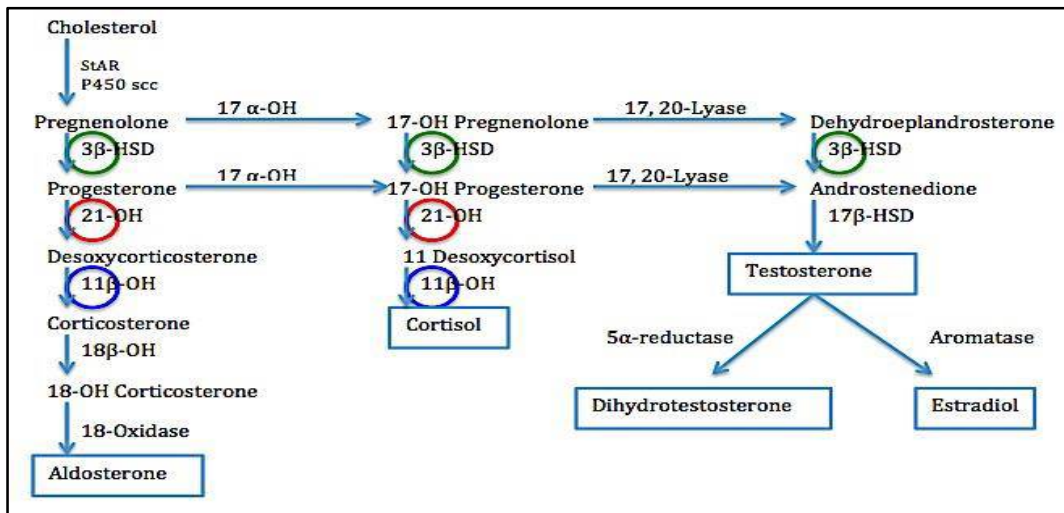 Cholesterol
StAR
P450 scc
17 α-OH
17, 20-Lyase
Pregnenolone
17-OH Pregnenolone
Dehydroeplandrosterone
3β-HSD
3β-HSD
3β-HSD
17 α-OH
17, 20-Lyase
Progesterone
17-OH Progesterone
Androstenedione
21-OH
21-OH
17β-HSD
Desoxycorticosterone
11 Desoxycortisol
Testosterone
11β-OH
11β-OH
Corticosterone
Cortisol
5α-reductase
Aromatase
18β-OH
18-OH Corticosterone
Dihydrotestosterone
Estradiol
18-Oxidase
Aldosterone